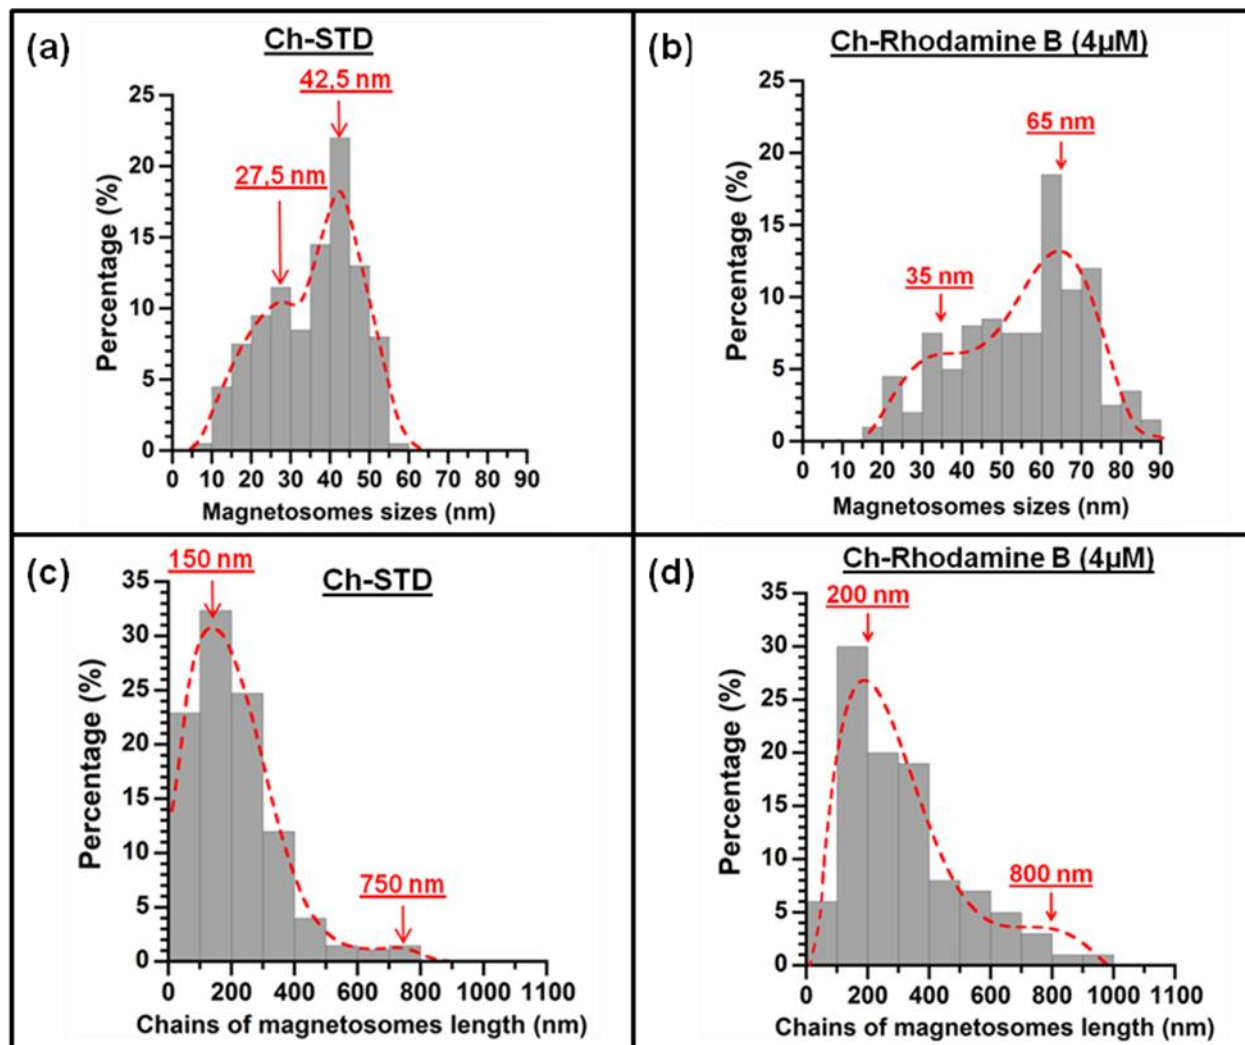 (a)
Ch-STD
42,5 nm
27,5 nm
25
20
15
10
5
0
Percentage (%)
0 10 20 30 40 50 60 70 80 90
Magnetosomes sizes (nm)
(b)
Ch-Rhodamine B (4µM)
65 nm
35 nm
25
20
15
10
5
0
Percentage (%)
0 10 20 30 40 50 60 70 80 90
Magnetosomes sizes (nm)
(c)
150 nm
Ch-STD
750 nm
35
30
25
20
15
10
5
0
Percentage (%)
0 200 400 600 800 1000 1100
Chains of magnetosomes length (nm)
(d)
Ch-Rhodamine B (4µM)
200 nm
800 nm
35
30
25
20
15
10
5
0
Percentage (%)
0 200 400 600 800 1000 1100
Chains of magnetosomes length (nm)